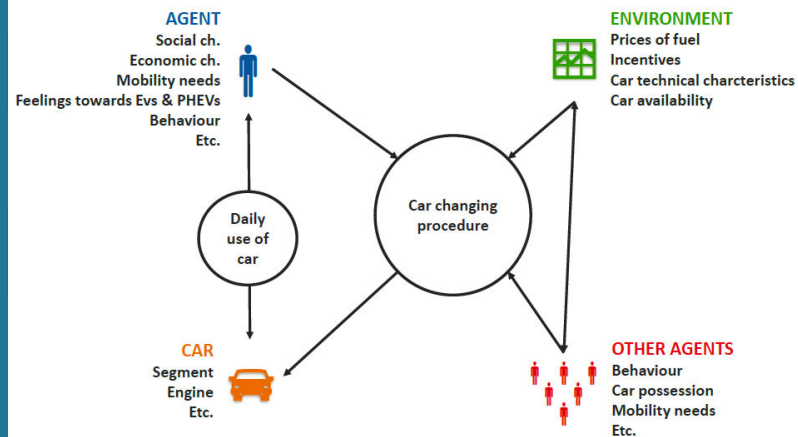 AGENT
Social ch.
Economic ch.
Mobility needs
Feelings towards Evs & PHEVs
Behaviour
Etc.
ENVIRONMENT
Prices of fuel
Incentives
Car technical charcteristics
Car availability
Daily
use of
car
Car changing
procedure
CAR
Segment
Engine
Etc.
OTHER AGENTS
Behaviour
Car possession
Mobility needs
Etc.